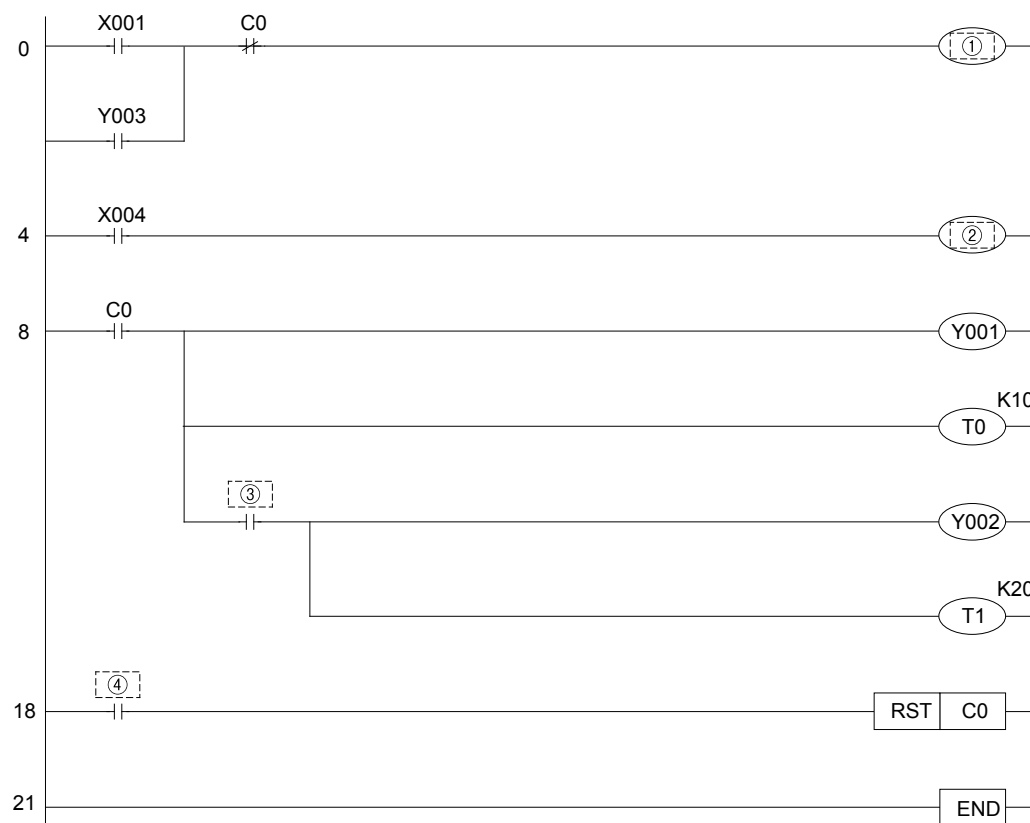 X001 C0
0 ①
Y003
X004
4 ②
C0
8 Y001
K10
T0
③
Y002
K20
T1
④
18 RST C0
21 END